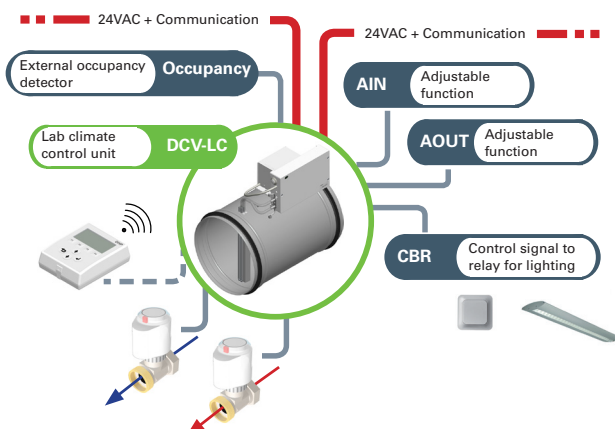 24VAC + Communication
24VAC + Communication
External occupancy
detector
Occupancy
AIN
Adjustable
function
Lab climate
control unit
DCV-LC
AOUT
Adjustable
function
CBR
Control signal to
relay for lighting